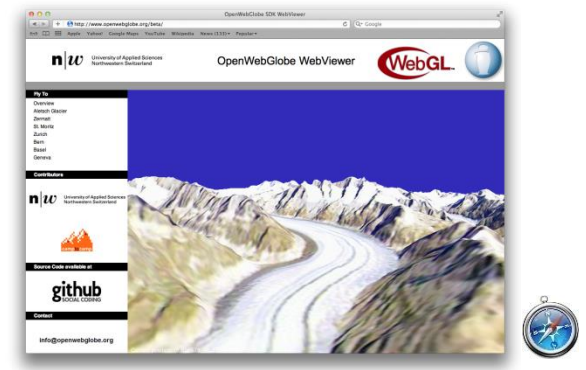 OpenWebGlobe SDK WebViewer
http://www.openwebglobe.org/beta/
Google
Apple Yahoo! Google Maps YouTube Wikipedia News (133) Popular
n|w University of Applied Sciences
Northwestern Switzerland
OpenWebGlobe WebViewer
WebGL
Fly To
Overview
Aletsch Glacier
Zermatt
St. Moritz
Zurich
Bern
Basel
Geneva
Contributors
n|w University of Applied Sciences
Northwestern Switzerland
Source Code available at
github
SOCIAL CODING
Contact
info@openwebglobe.org